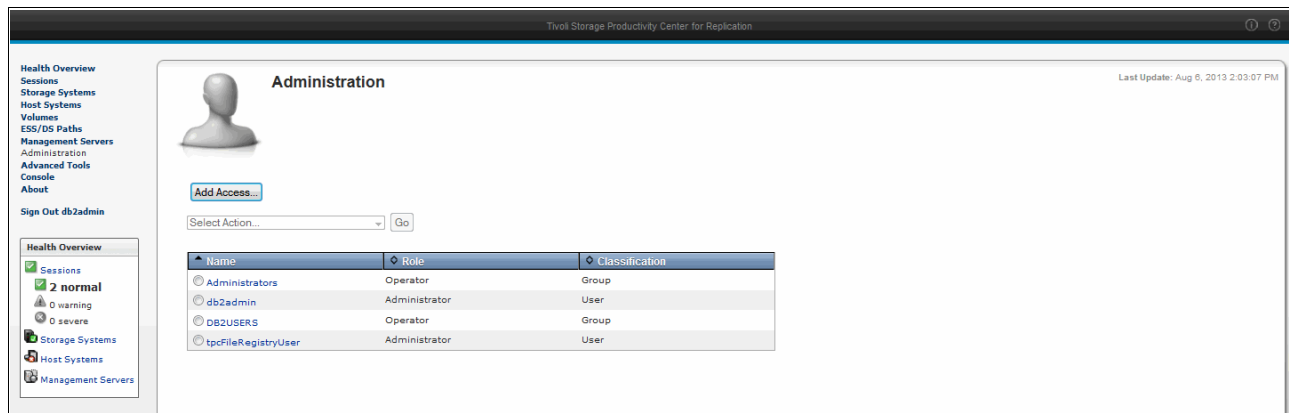 Tivoli Storage Productivity Center for Replication
Health Overview
Sessions
Storage Systems
Host Systems
Volumes
ESS/DS Paths
Management Servers
Administration
Advanced Tools
Console
About
Sign Out db2admin
Health Overview
Sessions
2 normal
0 warning
0 severe
Storage Systems
Host Systems
Management Servers
Administration
Last Update: Aug 6, 2013 2:03:07 PM
Add Access...
Select Action... Go
Name Role Classification
Administrators Operator Group
db2admin Administrator User
DB2USERS Operator Group
tpcFileRegistryUser Administrator User